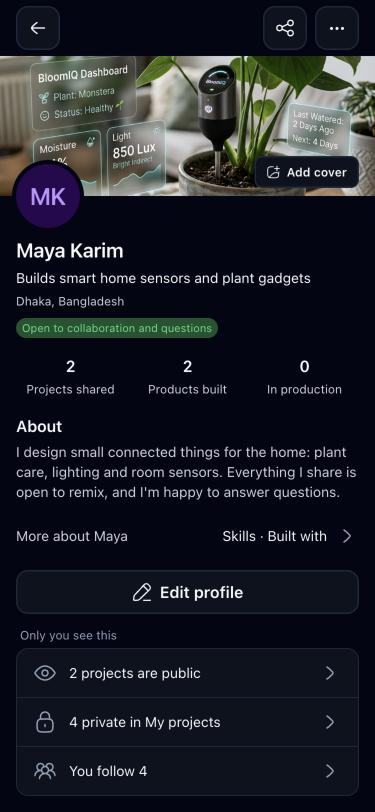 BloomIQ Dashboard
Plant: Monstera
Status: Healthy
Moisture
Light
850 Lux
Bright Indirect
BloomIQ
Last Watered:
2 Days Ago
Next: 4 Days
Add cover
MK
Maya Karim
Builds smart home sensors and plant gadgets
Dhaka, Bangladesh
Open to collaboration and questions
2
Projects shared
2
Products built
0
In production
About
I design small connected things for the home: plant
care, lighting and room sensors. Everything I share is
open to remix, and I'm happy to answer questions.
More about Maya
Skills · Built with
Edit profile
Only you see this
2 projects are public
4 private in My projects
You follow 4